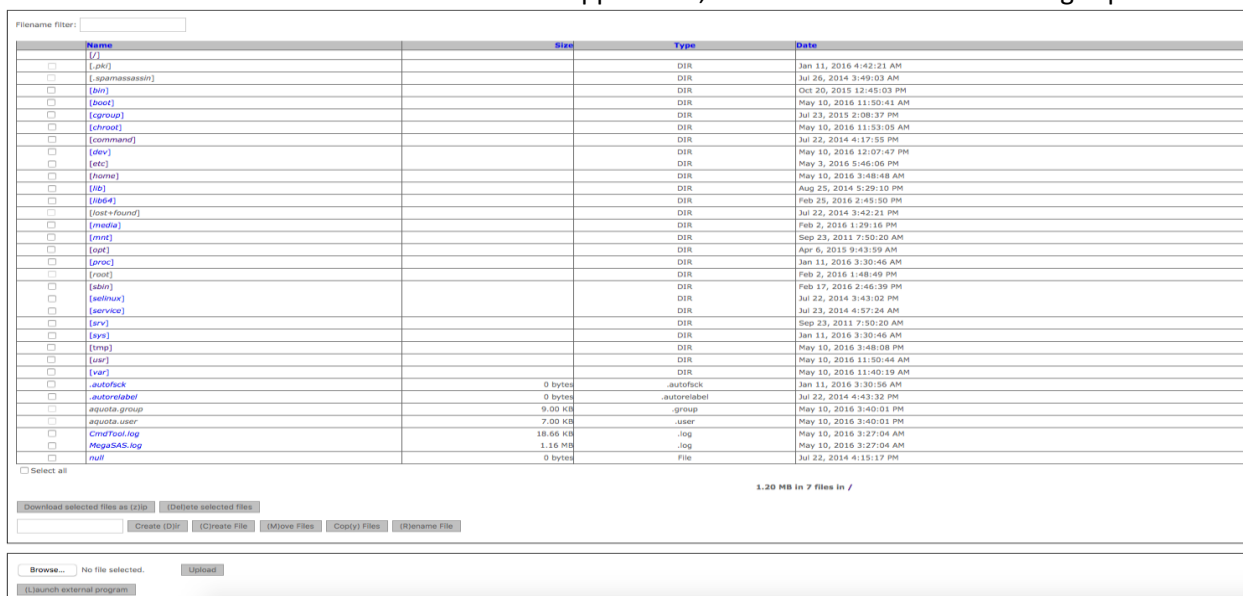 Filename filter:
Name Size Type Date
[/]
[.pki] DIR Jan 11, 2016 4:42:21 AM
[.spamassassin] DIR Jul 26, 2014 3:49:03 AM
[bin] DIR Oct 20, 2015 12:45:03 PM
[boot] DIR May 10, 2016 11:50:41 AM
[cgroup] DIR Jul 23, 2015 2:08:37 PM
[chroot] DIR May 10, 2016 11:53:05 AM
[command] DIR Jul 22, 2014 4:17:55 PM
[dev] DIR May 10, 2016 12:07:47 PM
[etc] DIR May 3, 2016 5:46:06 PM
[home] DIR May 10, 2016 3:48:48 AM
[lib] DIR Aug 25, 2014 5:29:10 PM
[lib64] DIR Feb 25, 2016 2:45:50 PM
[lost+found] DIR Jul 22, 2014 3:42:21 PM
[media] DIR Feb 2, 2016 1:29:16 PM
[mnt] DIR Sep 23, 2011 7:50:20 AM
[opt] DIR Apr 6, 2015 9:43:59 AM
[proc] DIR Jan 11, 2016 3:30:46 AM
[root] DIR Feb 2, 2016 1:48:49 PM
[sbin] DIR Feb 17, 2016 2:46:39 PM
[selinux] DIR Jul 22, 2014 3:43:02 PM
[service] DIR Jul 23, 2014 4:57:24 AM
[srv] DIR Sep 23, 2011 7:50:20 AM
[sys] DIR Jan 11, 2016 3:30:46 AM
[tmp] DIR May 10, 2016 3:48:08 PM
[usr] DIR May 10, 2016 11:50:44 AM
[var] DIR May 10, 2016 11:40:19 AM
.autofsck 0 bytes .autofsck Jan 11, 2016 3:30:56 AM
.autorelabel 0 bytes .autorelabel Jul 22, 2014 4:43:32 PM
aquota.group 9.00 KB .group May 10, 2016 3:40:01 PM
aquota.user 7.00 KB .user May 10, 2016 3:40:01 PM
CmdTool.log 18.66 KB .log May 10, 2016 3:27:04 AM
MegaSAS.log 1.16 MB .log May 10, 2016 3:27:04 AM
null 0 bytes File Jul 22, 2014 4:15:17 PM
Select all
1.20 MB in 7 files in /
Download selected files as (z)ip (Del)ete selected files
Create (D)ir (C)reate File (M)ove Files Cop(y) Files (R)ename File
Browse... No file selected. Upload
(L)aunch external program